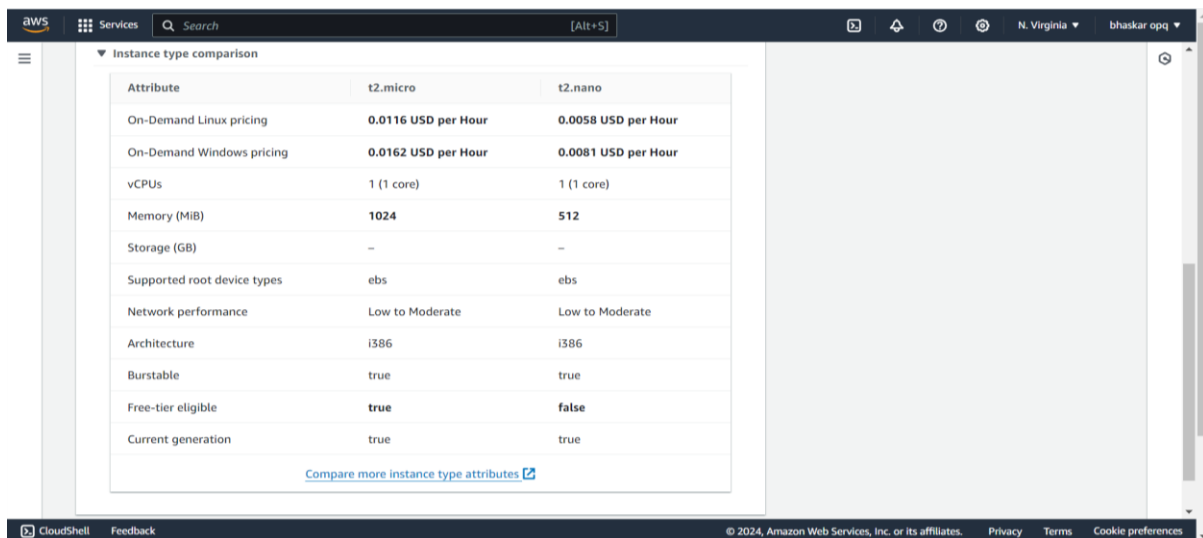 aws Services Search [Alt+S] N. Virginia bhaskar opq
Instance type comparison
Attribute t2.micro t2.nano
On-Demand Linux pricing 0.0116 USD per Hour 0.0058 USD per Hour
On-Demand Windows pricing 0.0162 USD per Hour 0.0081 USD per Hour
vCPUs 1 (1 core) 1 (1 core)
Memory (MiB) 1024 512
Storage (GB) – –
Supported root device types ebs ebs
Network performance Low to Moderate Low to Moderate
Architecture i386 i386
Burstable true true
Free-tier eligible true false
Current generation true true
Compare more instance type attributes
CloudShell Feedback © 2024, Amazon Web Services, Inc. or its affiliates. Privacy Terms Cookie preferences